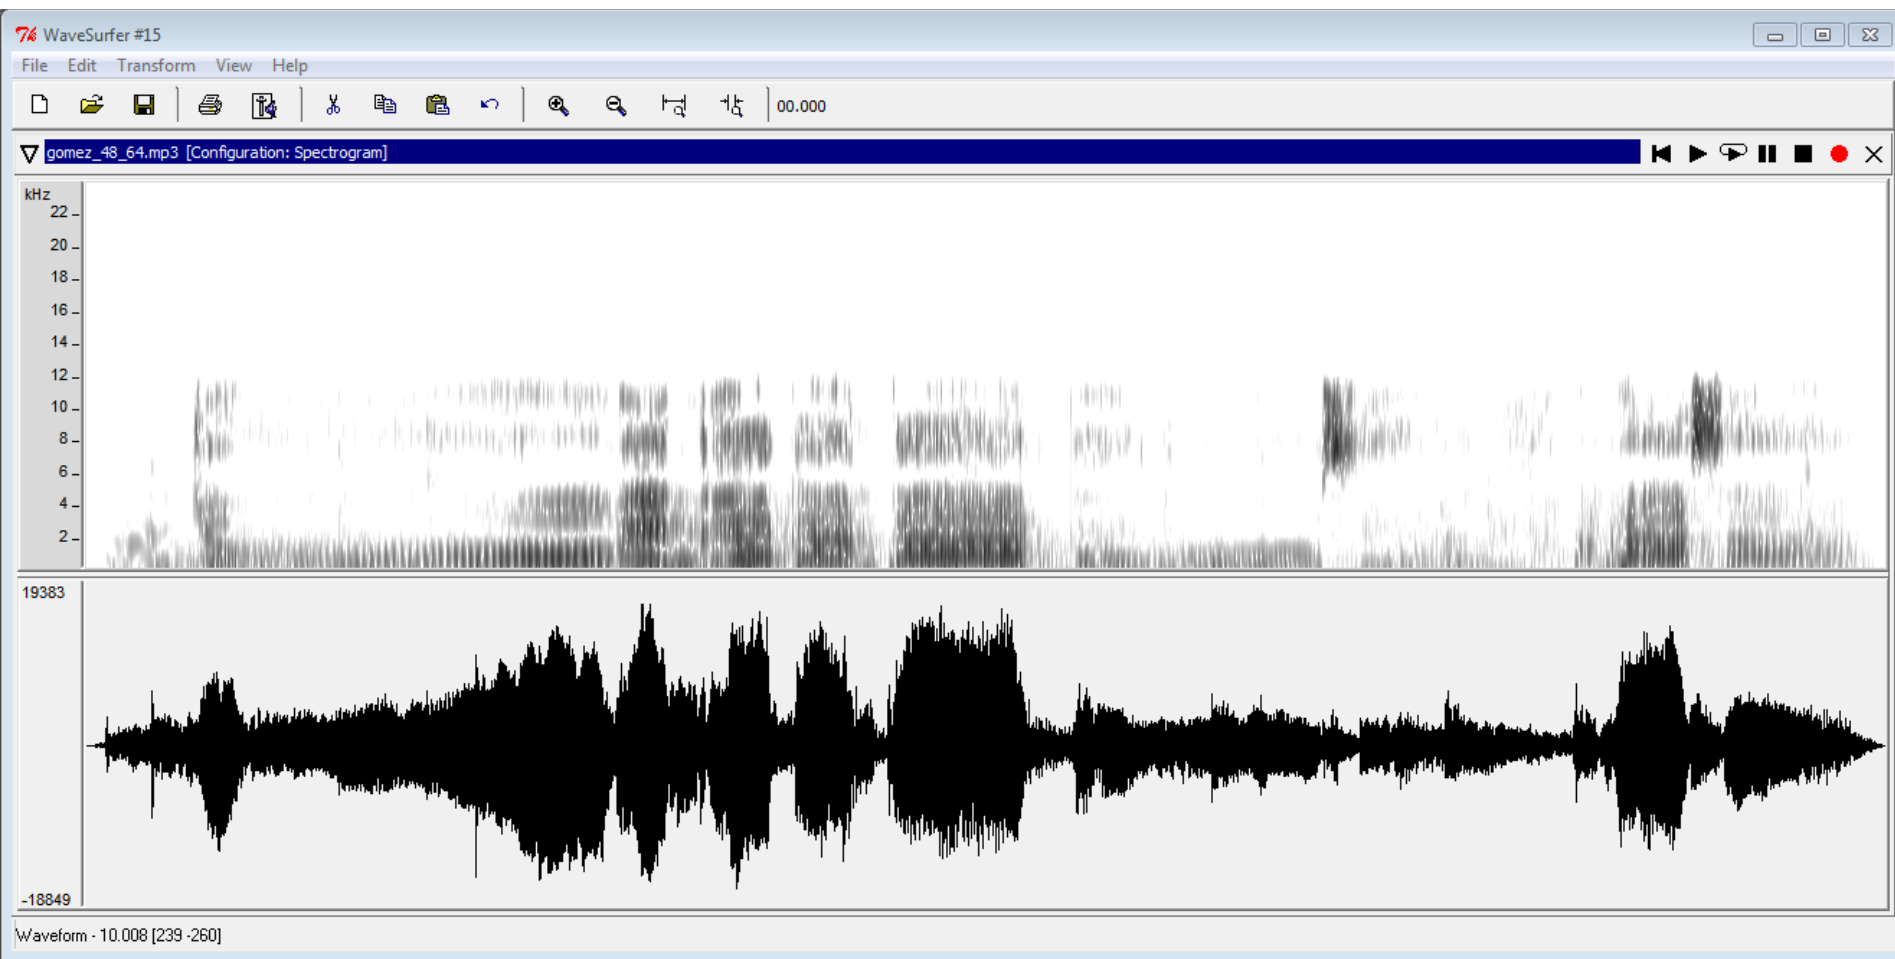 WaveSurfer #15
File Edit Transform View Help
00.000
gomez_48_64.mp3 [Configuration: Spectrogram]
kHz
22
20
18
16
14
12
10
8
6
4
2
19383
-18849
Waveform - 10.008 [239 -260]